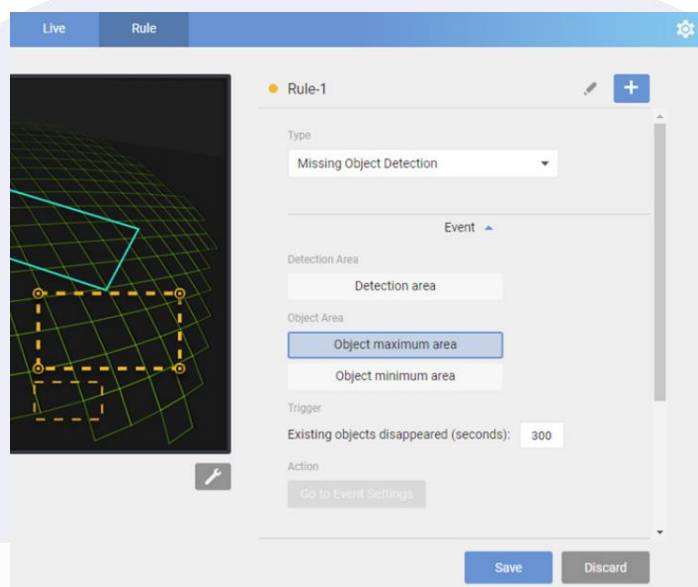 Live Rule
Rule-1
+
Type
Missing Object Detection
Event
Detection Area
Detection area
Object Area
Object maximum area
Object minimum area
Trigger
Existing objects disappeared (seconds): 300
Action
Go to Event Settings
Save Discard